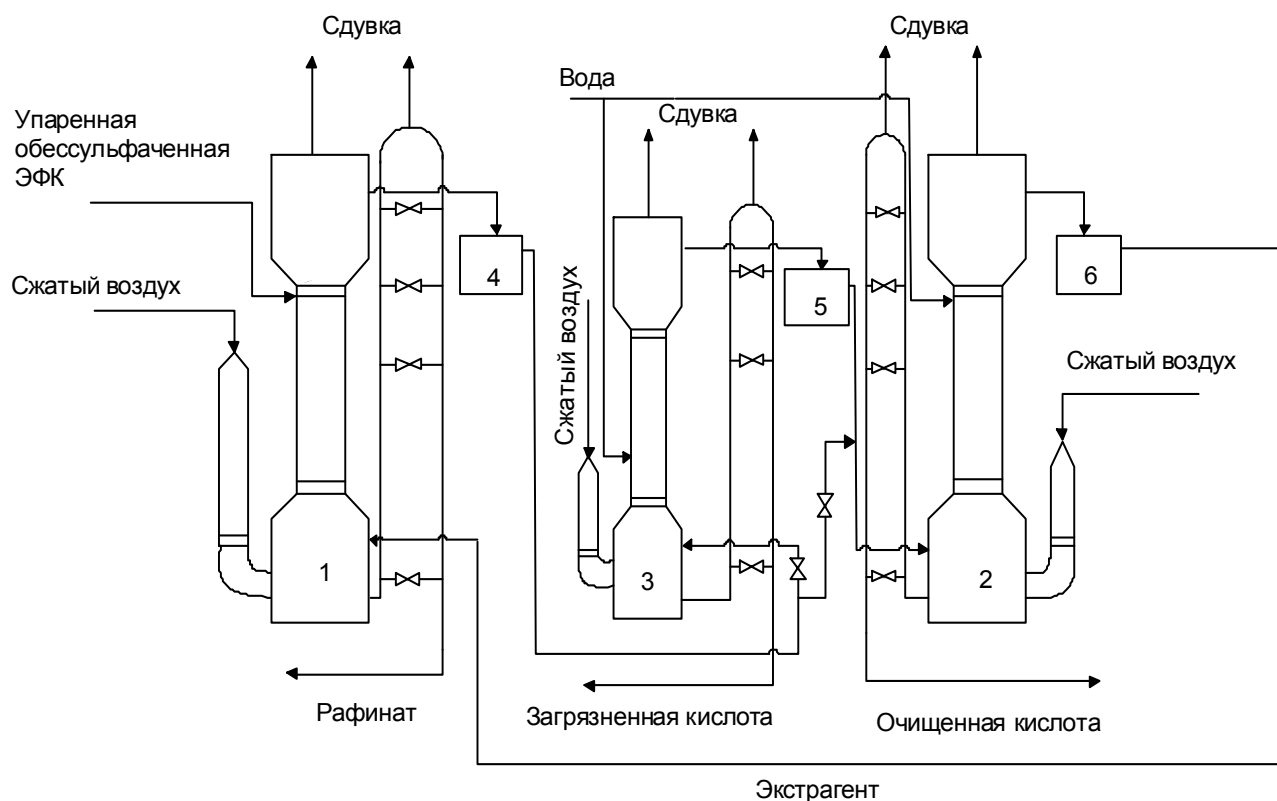 Сдувка
Сдувка
Вода
Сдувка
Упаренная
обессульфаченная
ЭФК
Сжатый воздух
4
5
6
Сжатый воздух
Сжатый воздух
1
3
2
Рафинат
Загрязненная кислота
Очищенная кислота
Экстрагент